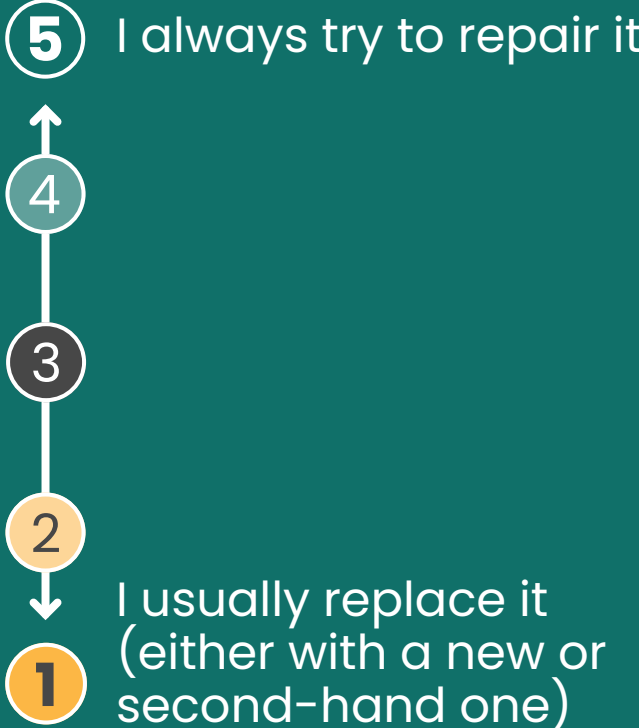 5 I always try to repair it
4
3
2
I usually replace it
(either with a new or
1 second-hand one)